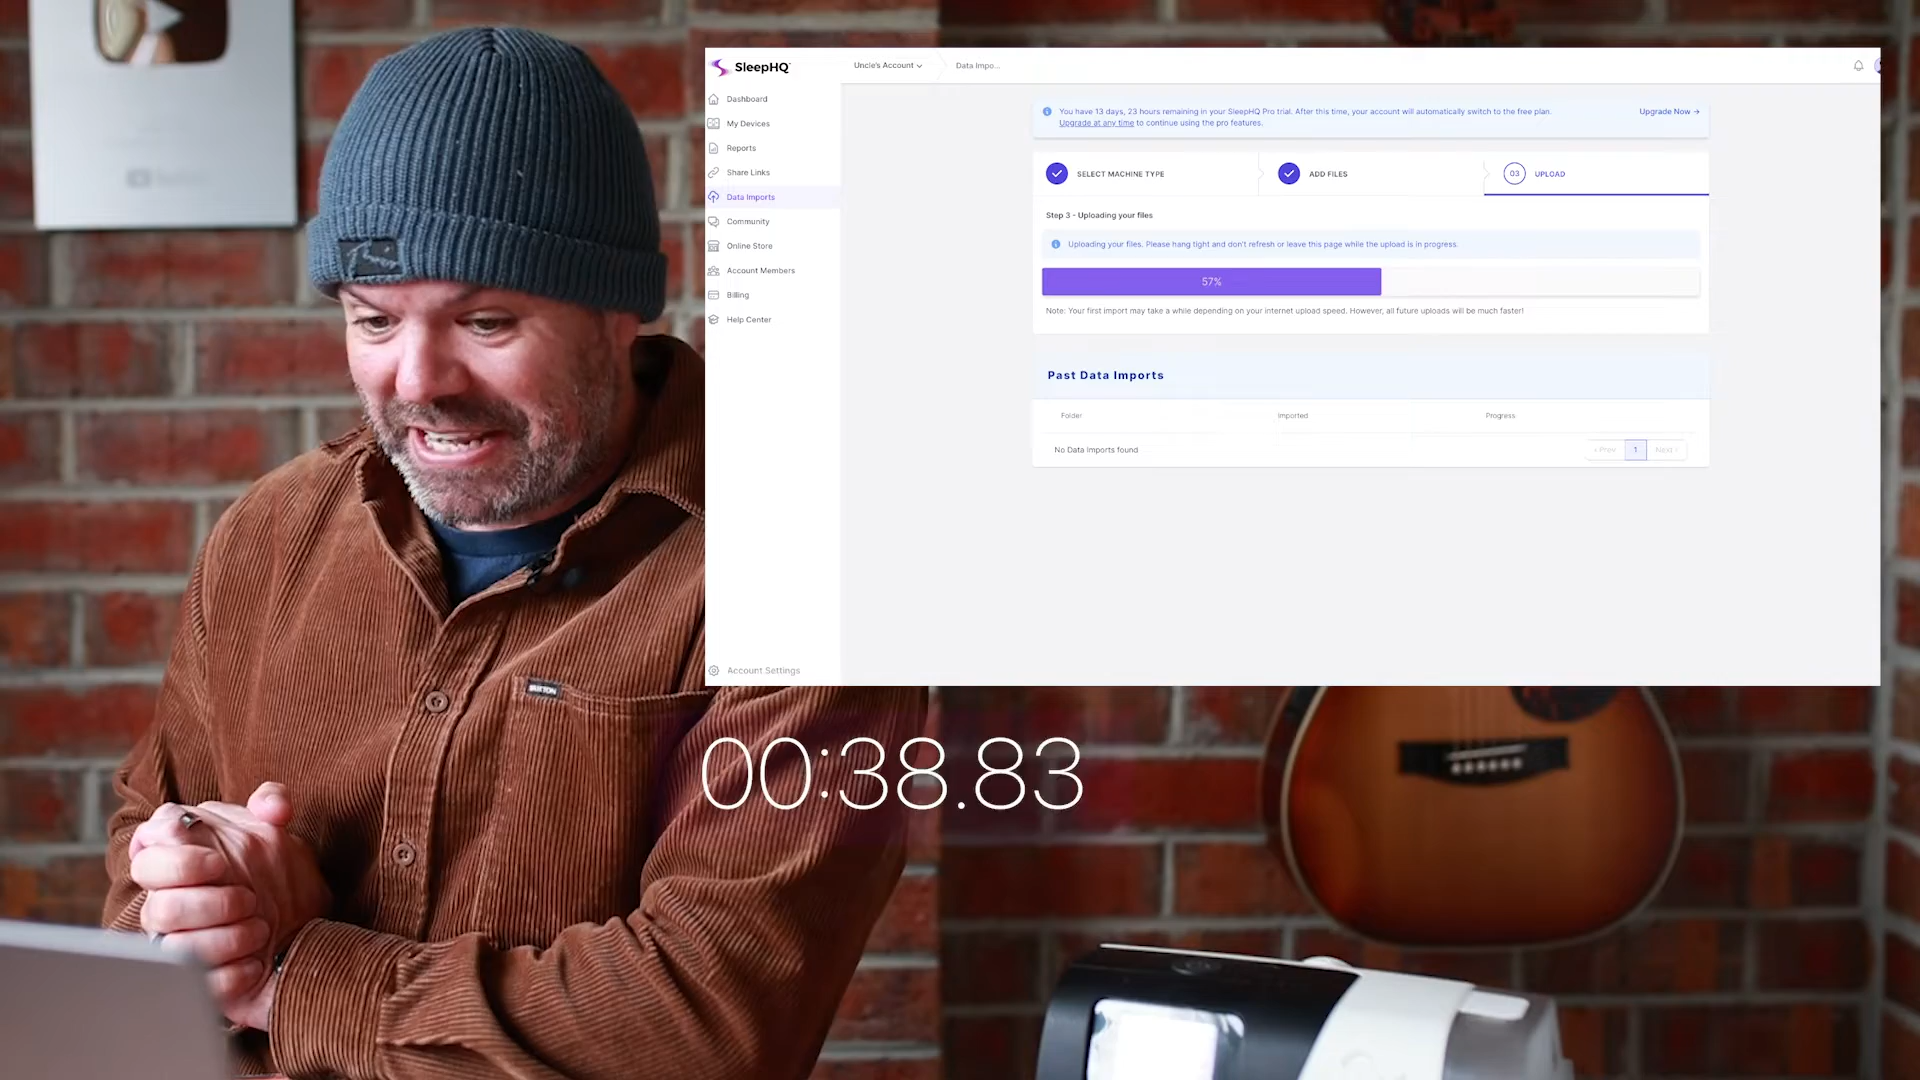 SleepHQ
Uncle's Account
Data Impo...
Dashboard
My Devices
Reports
Share Links
Data Imports
Community
Online Store
Account Members
Billing
Help Center
Account Settings
You have 13 days, 23 hours remaining in your SleepHQ Pro trial. After this time, your account will automatically switch to the free plan.
Upgrade at any time to continue using the pro features.
Upgrade Now →
SELECT MACHINE TYPE
ADD FILES
03 UPLOAD
Step 3 - Uploading your files
Uploading your files. Please hang tight and don't refresh or leave this page while the upload is in progress.
57%
Note: Your first import may take a while depending on your internet upload speed. However, all future uploads will be much faster!
Past Data Imports
Folder Imported Progress
No Data Imports found
‹ Prev 1 Next ›
BURTON
00:38.83